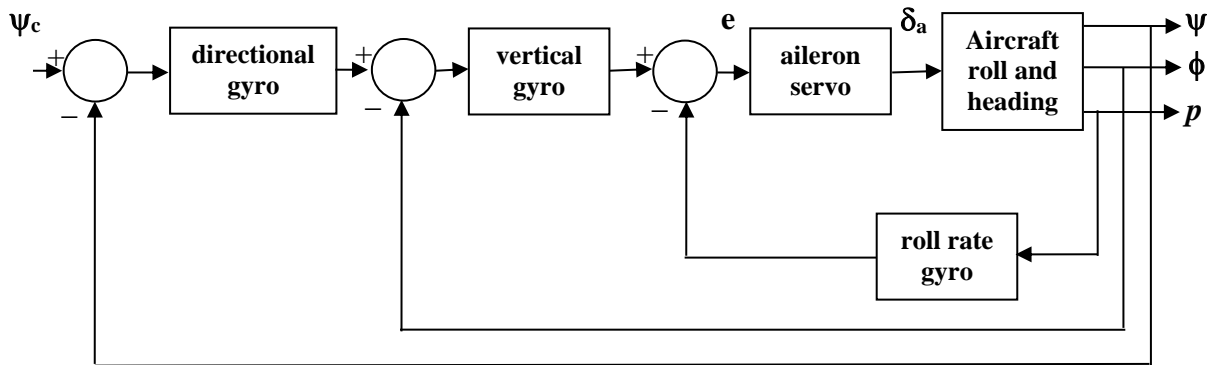 ψc
+
−
directional
gyro
+
−
vertical
gyro
+
−
e
aileron
servo
δa
Aircraft
roll and
heading
ψ
ϕ
p
roll rate
gyro